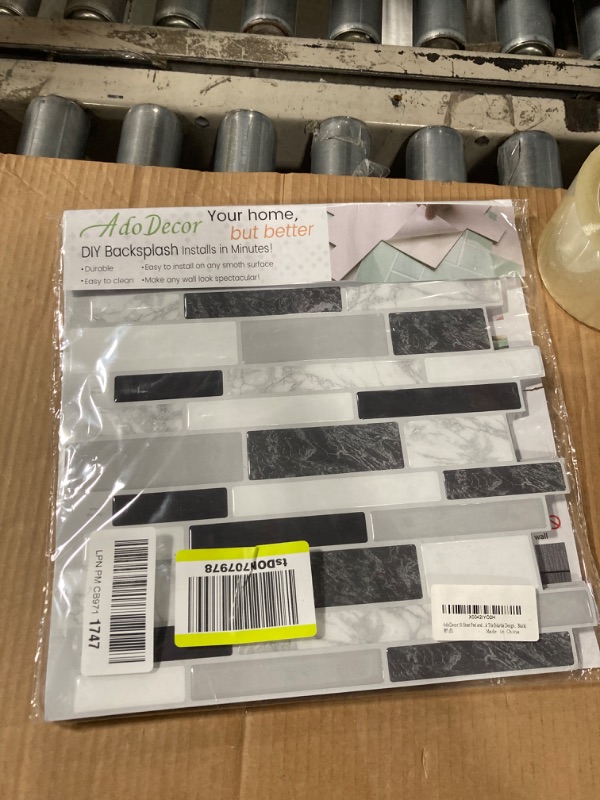 AdoDecor
Your home,
but better
DIY Backsplash Installs in Minutes!
•Durable •Easy to install on any smoth surface
•Easy to clean •Make any wall look spectacular!
wall
LPN PM CB971 1747
tsDON707978
Made in China